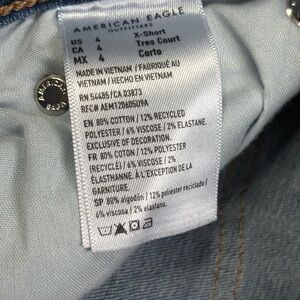 AMERICAN EAGLE
OUTFITTERS
US 4 X-Short
CA 4 Tres Court
MX 4 Corto
MADE IN VIETNAM / FABRIQUÉ AU
VIETNAM / HECHO EN VIETNAM
RN 54485 / CA 03873
RFC# AEM120605U9A
EN 80% COTTON / 12% RECYCLED
POLYESTER / 6% VISCOSE / 2% ELASTANE.
EXCLUSIVE OF DECORATION.
FR 80% COTON / 12% POLYESTER
(RECYCLÉ) / 6% VISCOSE / 2%
ÉLASTHANNE. À L'EXCEPTION DE LA
GARNITURE.
SP 80% algodón / 12% poliéster reciclado /
6% viscosa / 2% elastano.